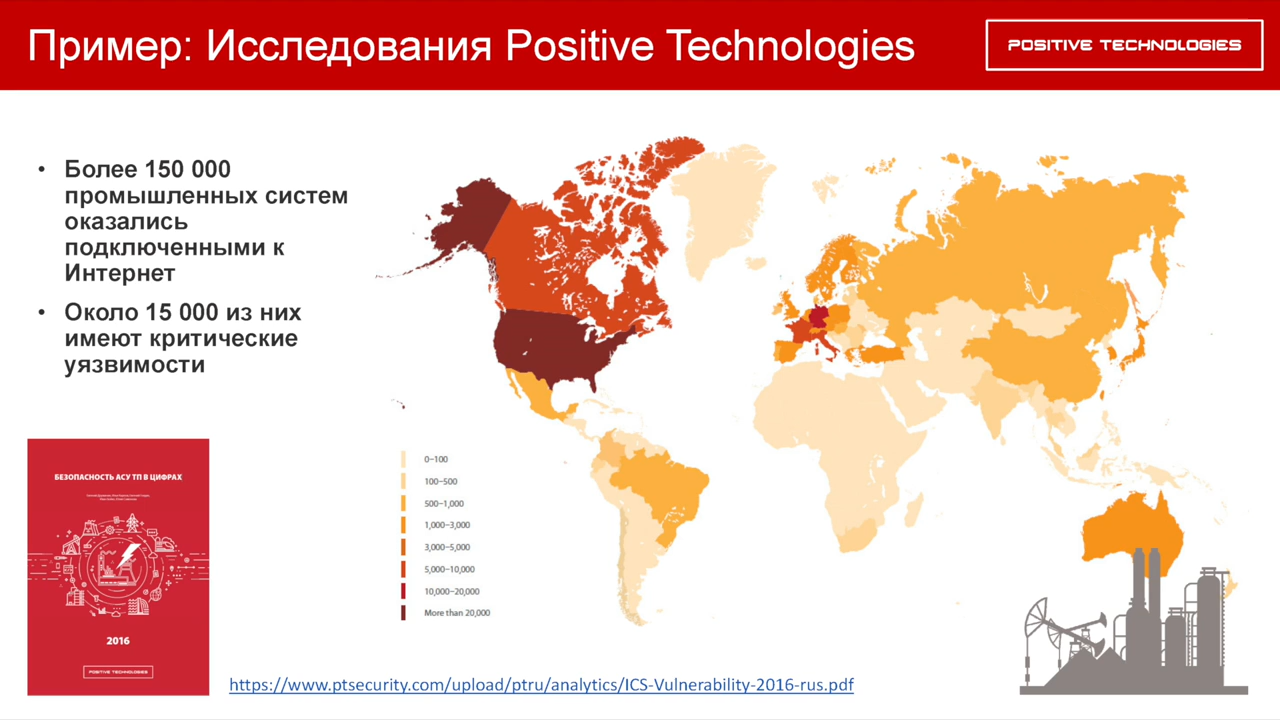 Пример: Исследования Positive Technologies
POSITIVE TECHNOLOGIES
• Более 150 000
промышленных систем
оказались
подключенными к
Интернет
• Около 15 000 из них
имеют критические
уязвимости
0–100
100–500
500–1,000
1,000–3,000
3,000–5,000
5,000–10,000
10,000–20,000
More than 20,000
БЕЗОПАСНОСТЬ АСУ ТП В ЦИФРАХ
2016
POSITIVE TECHNOLOGIES
https://www.ptsecurity.com/upload/ptru/analytics/ICS-Vulnerability-2016-rus.pdf